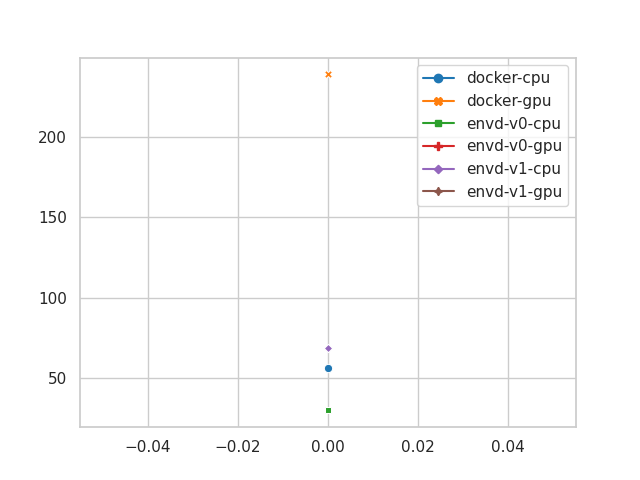 docker-cpu
docker-gpu
envd-v0-cpu
envd-v0-gpu
envd-v1-cpu
envd-v1-gpu
200
150
100
50
−0.04 −0.02 0.00 0.02 0.04